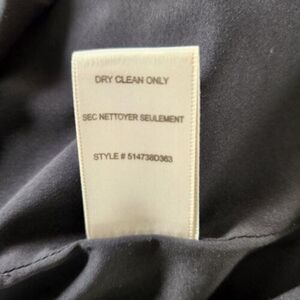 DRY CLEAN ONLY
SEC NETTOYER SEULEMENT
STYLE # 514738D363